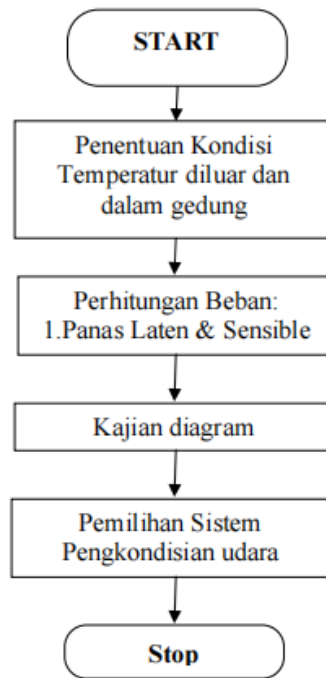 START
Penentuan Kondisi
Temperatur diluar dan
dalam gedung
Perhitungan Beban:
1.Panas Laten & Sensible
Kajian diagram
Pemilihan Sistem
Pengkondisian udara
Stop